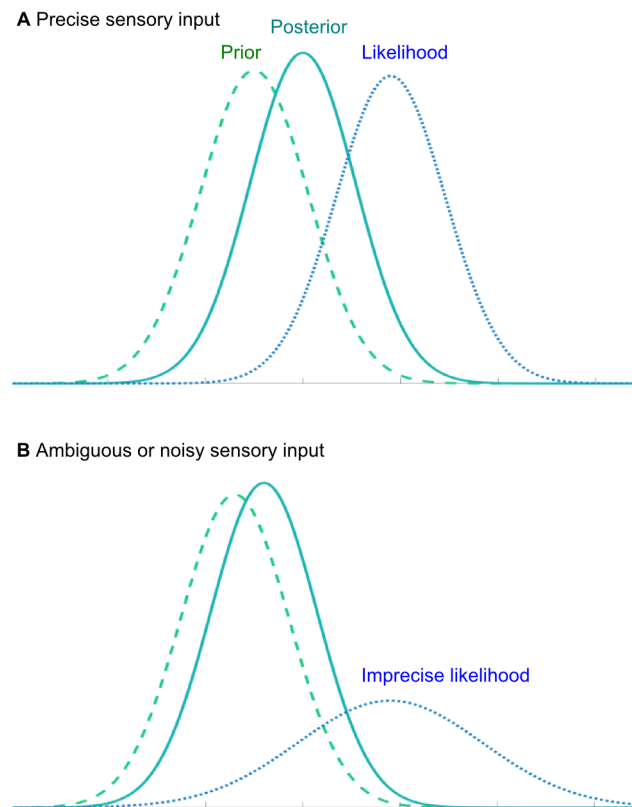 A Precise sensory input
Posterior
Prior
Likelihood
B Ambiguous or noisy sensory input
Imprecise likelihood